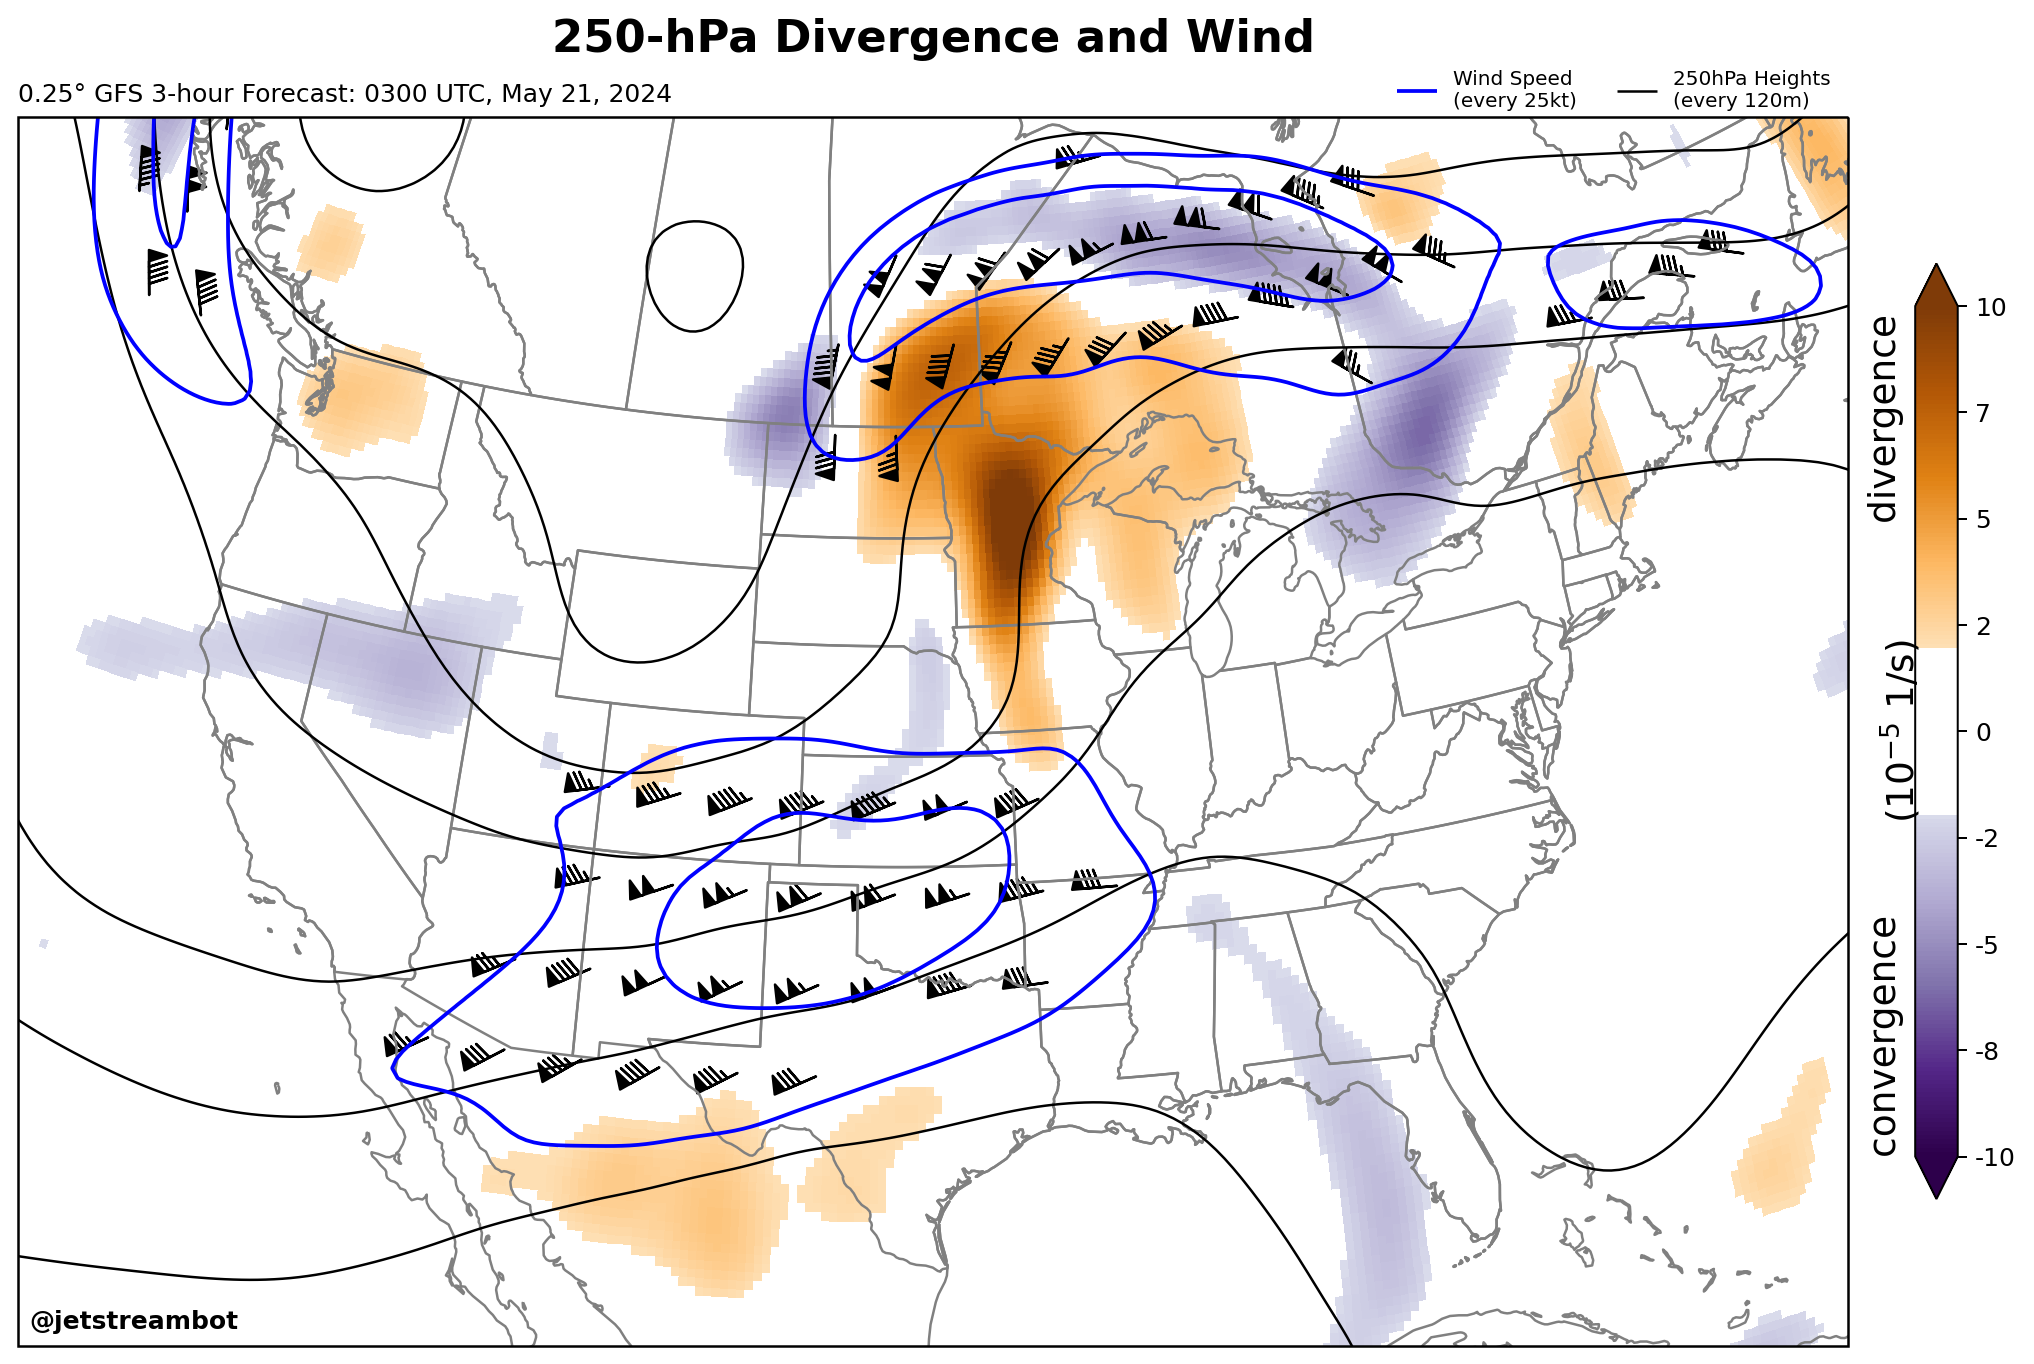 250-hPa Divergence and Wind
0.25° GFS 3-hour Forecast: 0300 UTC, May 21, 2024
Wind Speed
(every 25kt)
250hPa Heights
(every 120m)
10
7
5
2
0
-2
-5
-8
-10
divergence
(10⁻⁵ 1/s)
convergence
@jetstreambot